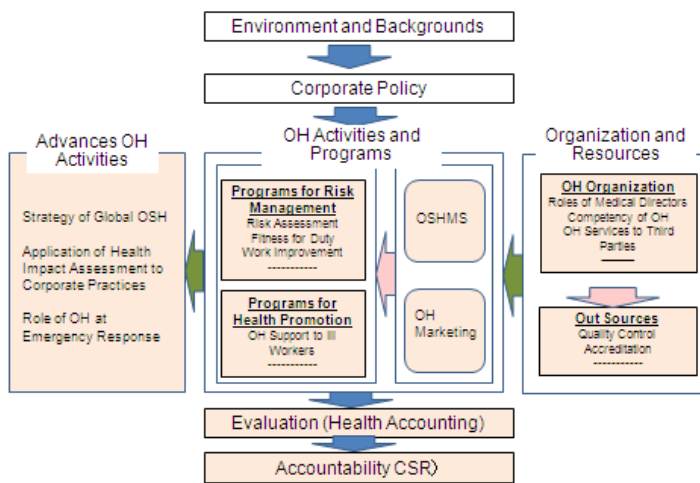 Environment and Backgrounds
Corporate Policy
Advances OH
Activities
Strategy of Global OSH
Application of Health
Impact Assessment to
Corporate Practices
Role of OH at
Emergency Response
OH Activities and
Programs
Programs for Risk
Management
Risk Assessment
Fitness for Duty
Work Improvement
-----------
Programs for
Health Promotion
OH Support to Ill
Workers
-----------
OSHMS
OH
Marketing
Organization and
Resources
OH Organization
Roles of Medical Directors
Competency of OH
OH Services to Third
Parties
-----
Out Sources
Quality Control
Accreditation
-----------
Evaluation (Health Accounting)
Accountability CSR)